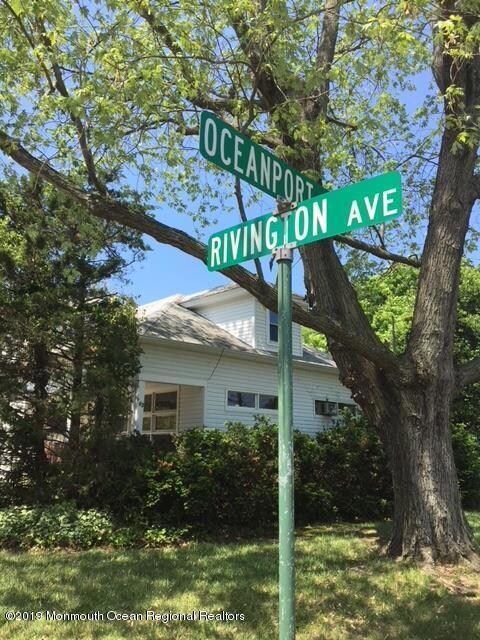 OCEANPORT
RIVINGTON AVE
©2019 Monmouth Ocean Regional Realtors